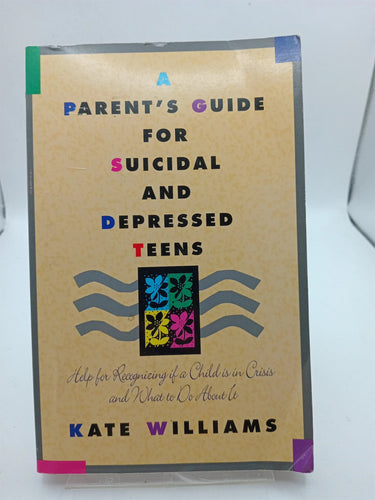 A
PARENT'S GUIDE
FOR
SUICIDAL
AND
DEPRESSED
TEENS
Help for Recognizing if a Child is in Crisis
and What to Do About It
KATE WILLIAMS